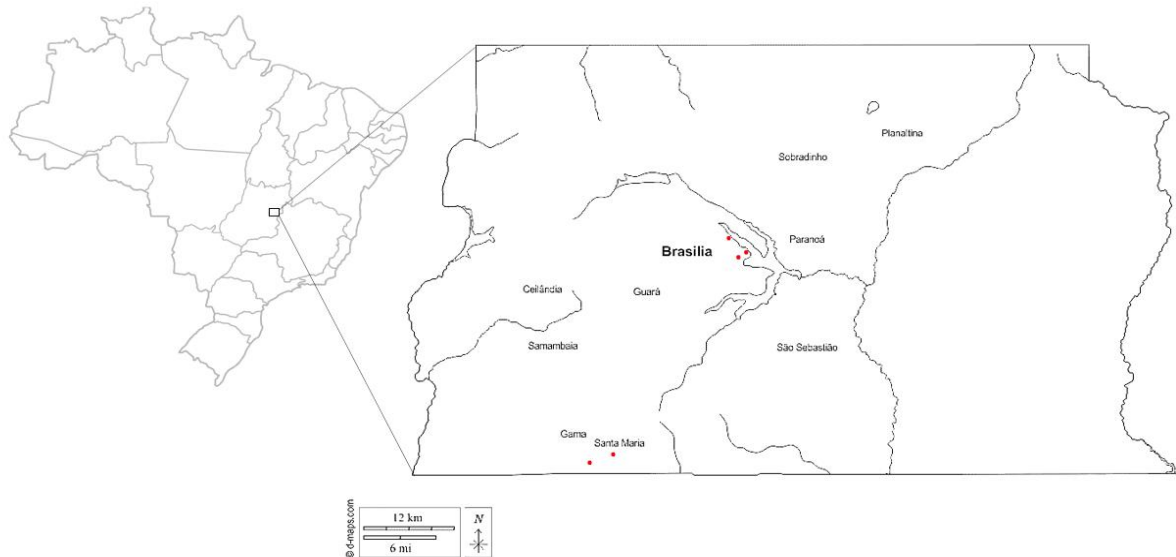 Planaltina
Sobradinho
Paranoá
Brasilia
Ceilândia
Guará
Samambaia
São Sebastião
Gama
Santa Maria
© d-maps.com
12 km
6 mi
N